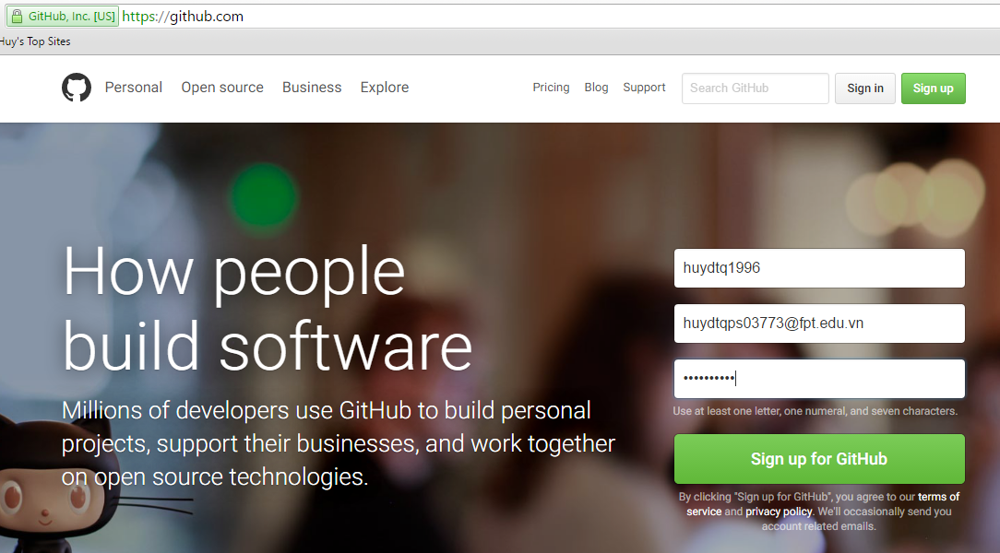 GitHub, Inc. [US] https://github.com
Huy's Top Sites
Personal Open source Business Explore Pricing Blog Support Search GitHub Sign in Sign up
How people
build software
Millions of developers use GitHub to build personal
projects, support their businesses, and work together
on open source technologies.
huydtq1996
huydtqps03773@fpt.edu.vn
••••••••••
Use at least one letter, one numeral, and seven characters.
Sign up for GitHub
By clicking "Sign up for GitHub", you agree to our terms of
service and privacy policy. We'll occasionally send you
account related emails.